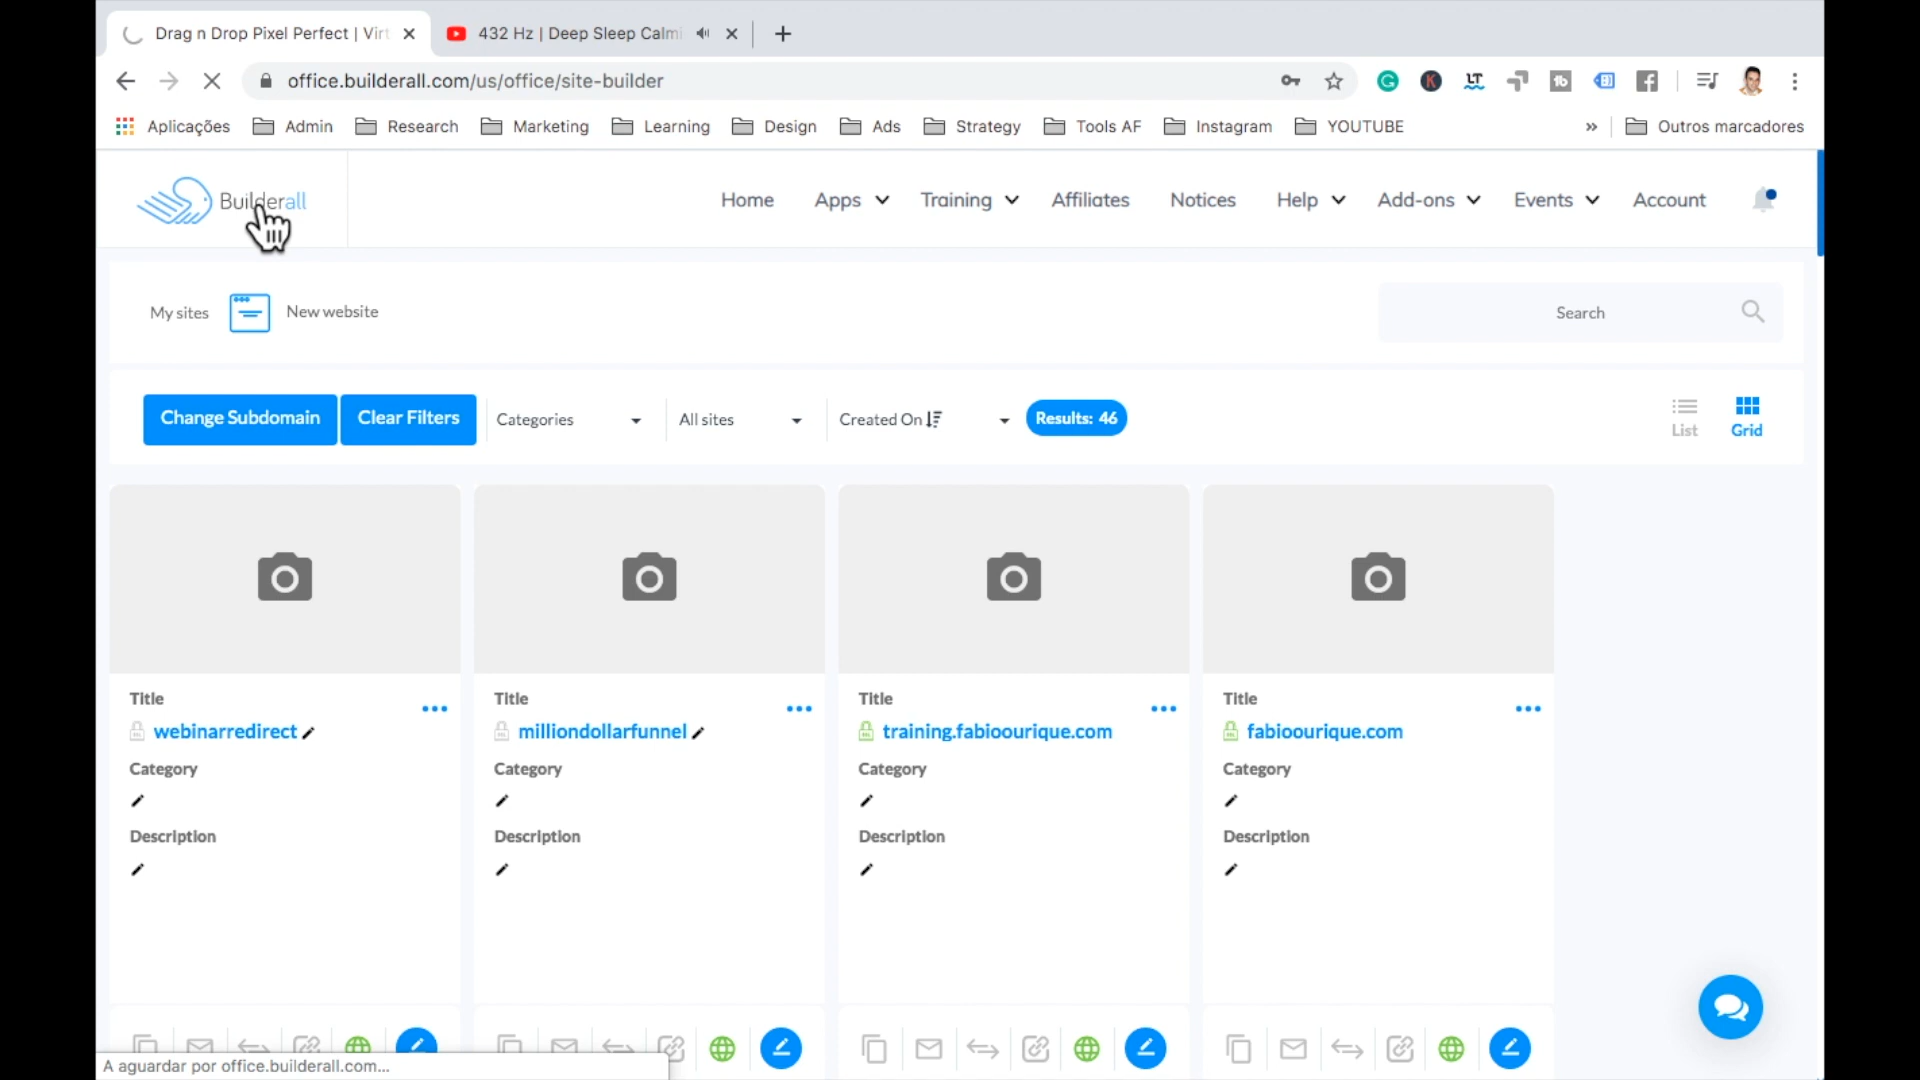 Drag n Drop Pixel Perfect | Virt
432 Hz | Deep Sleep Calmi
office.builderall.com/us/office/site-builder
Aplicações Admin Research Marketing Learning Design Ads Strategy Tools AF Instagram YOUTUBE » Outros marcadores
Builderall Home Apps Training Affiliates Notices Help Add-ons Events Account
My sites New website Search
Change Subdomain Clear Filters Categories All sites Created On Results: 46 List Grid
Title Title Title Title
webinarredirect milliondollarfunnel training.fabioourique.com fabioourique.com
Category Category Category Category
Description Description Description Description
A aguardar por office.builderall.com...